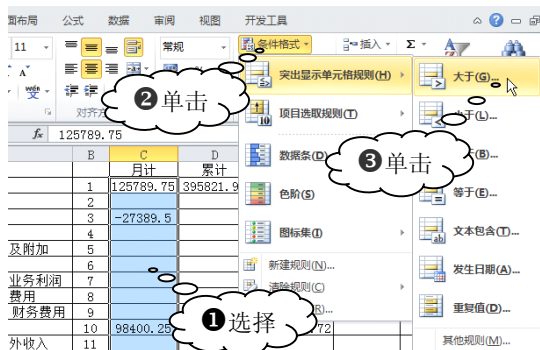 面布局 公式 数据 审阅 视图 开发工具
11 常规 条件格式 插入 Σ
A wén 变
突出显示单元格规则(H) 大于(G)...
❷单击
对齐方
项目选取规则(T) 于(L)...
fx 125789.75
数据条(D) ❸单击 于(B)...
B C D
月计 累计
1 125789.75 395821.9
色阶(S) 等于(E)...
2
3 -27389.5
图标集(I) 文本包含(T)...
4
及附加 5
新建规则(N)... 发生日期(A)...
6
业务利润 7
清除规则(C)
费用 8
(R)... 重复值(D)...
财务费用 9
❶选择
10 98400.25 72
外收入 11 其他规则(M)...